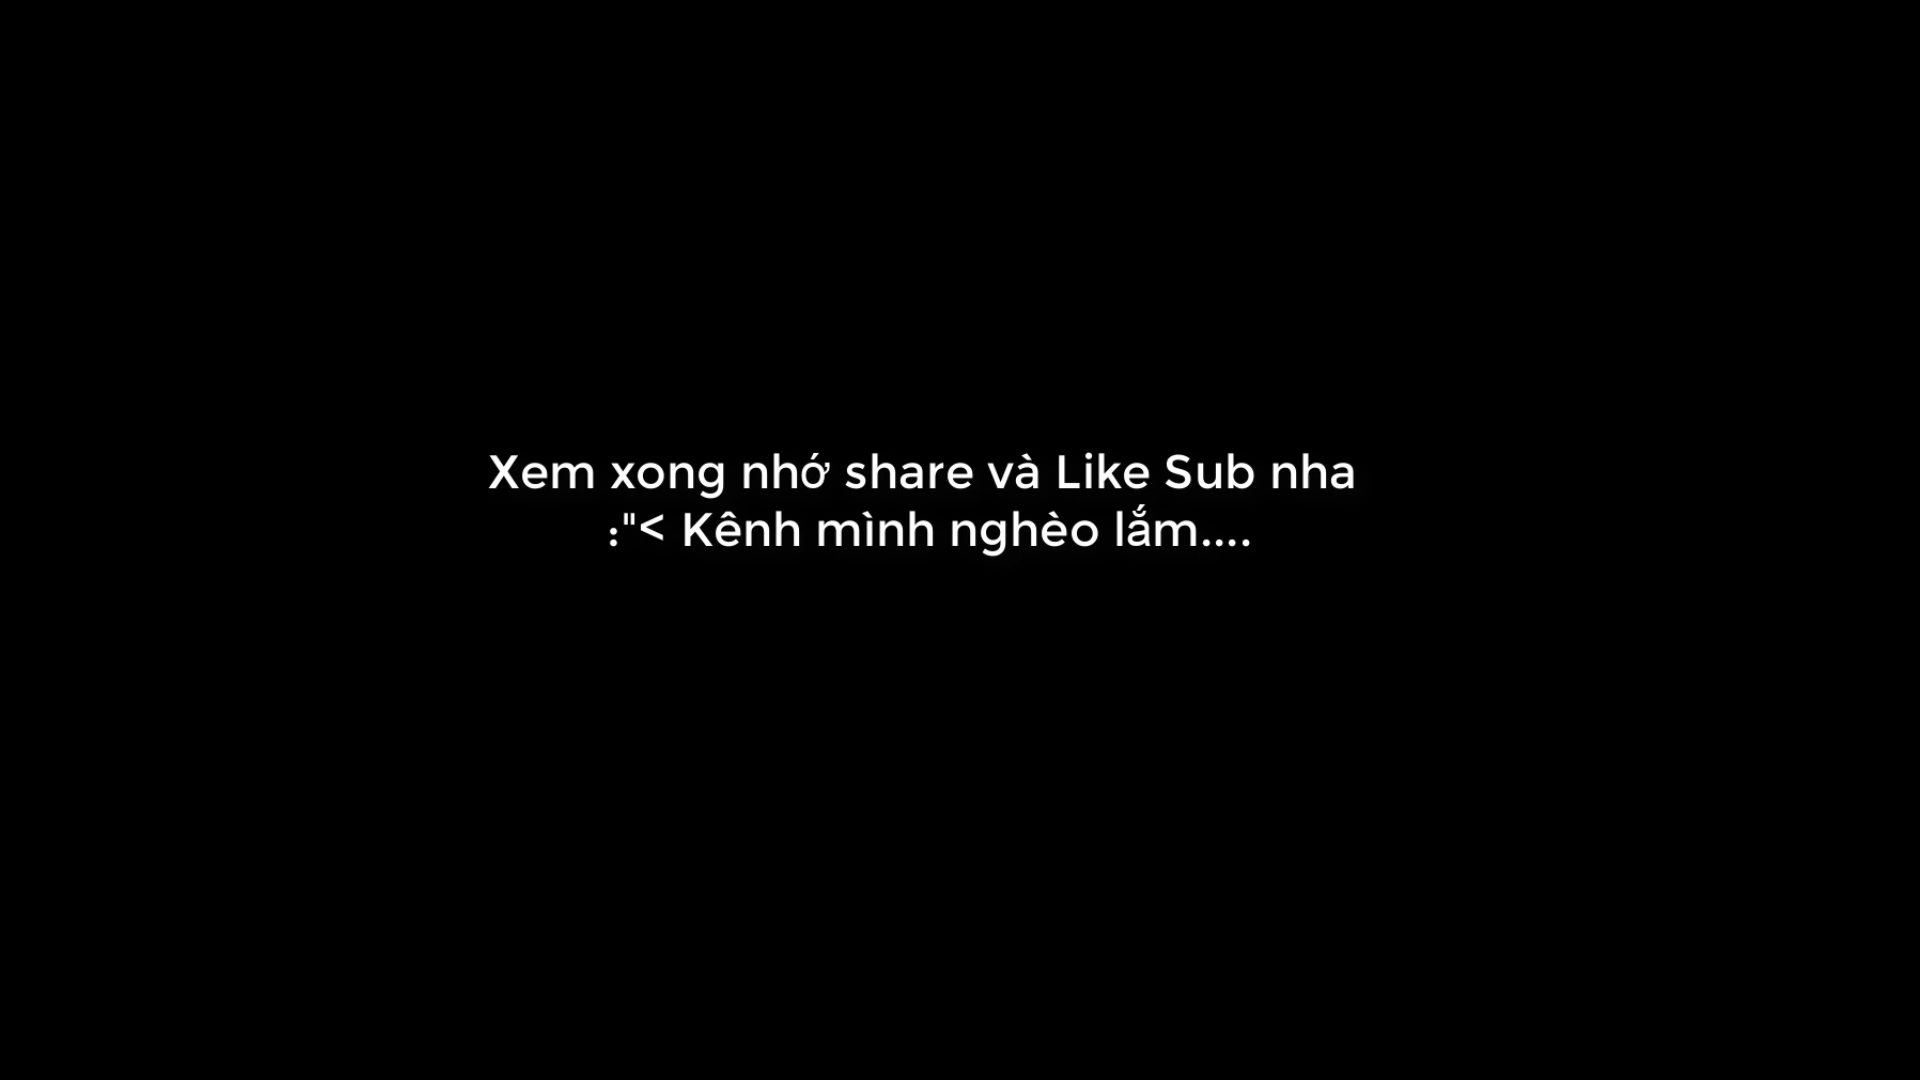 Xem xong nhớ share và Like Sub nha
:"< Kênh mình nghèo lắm....